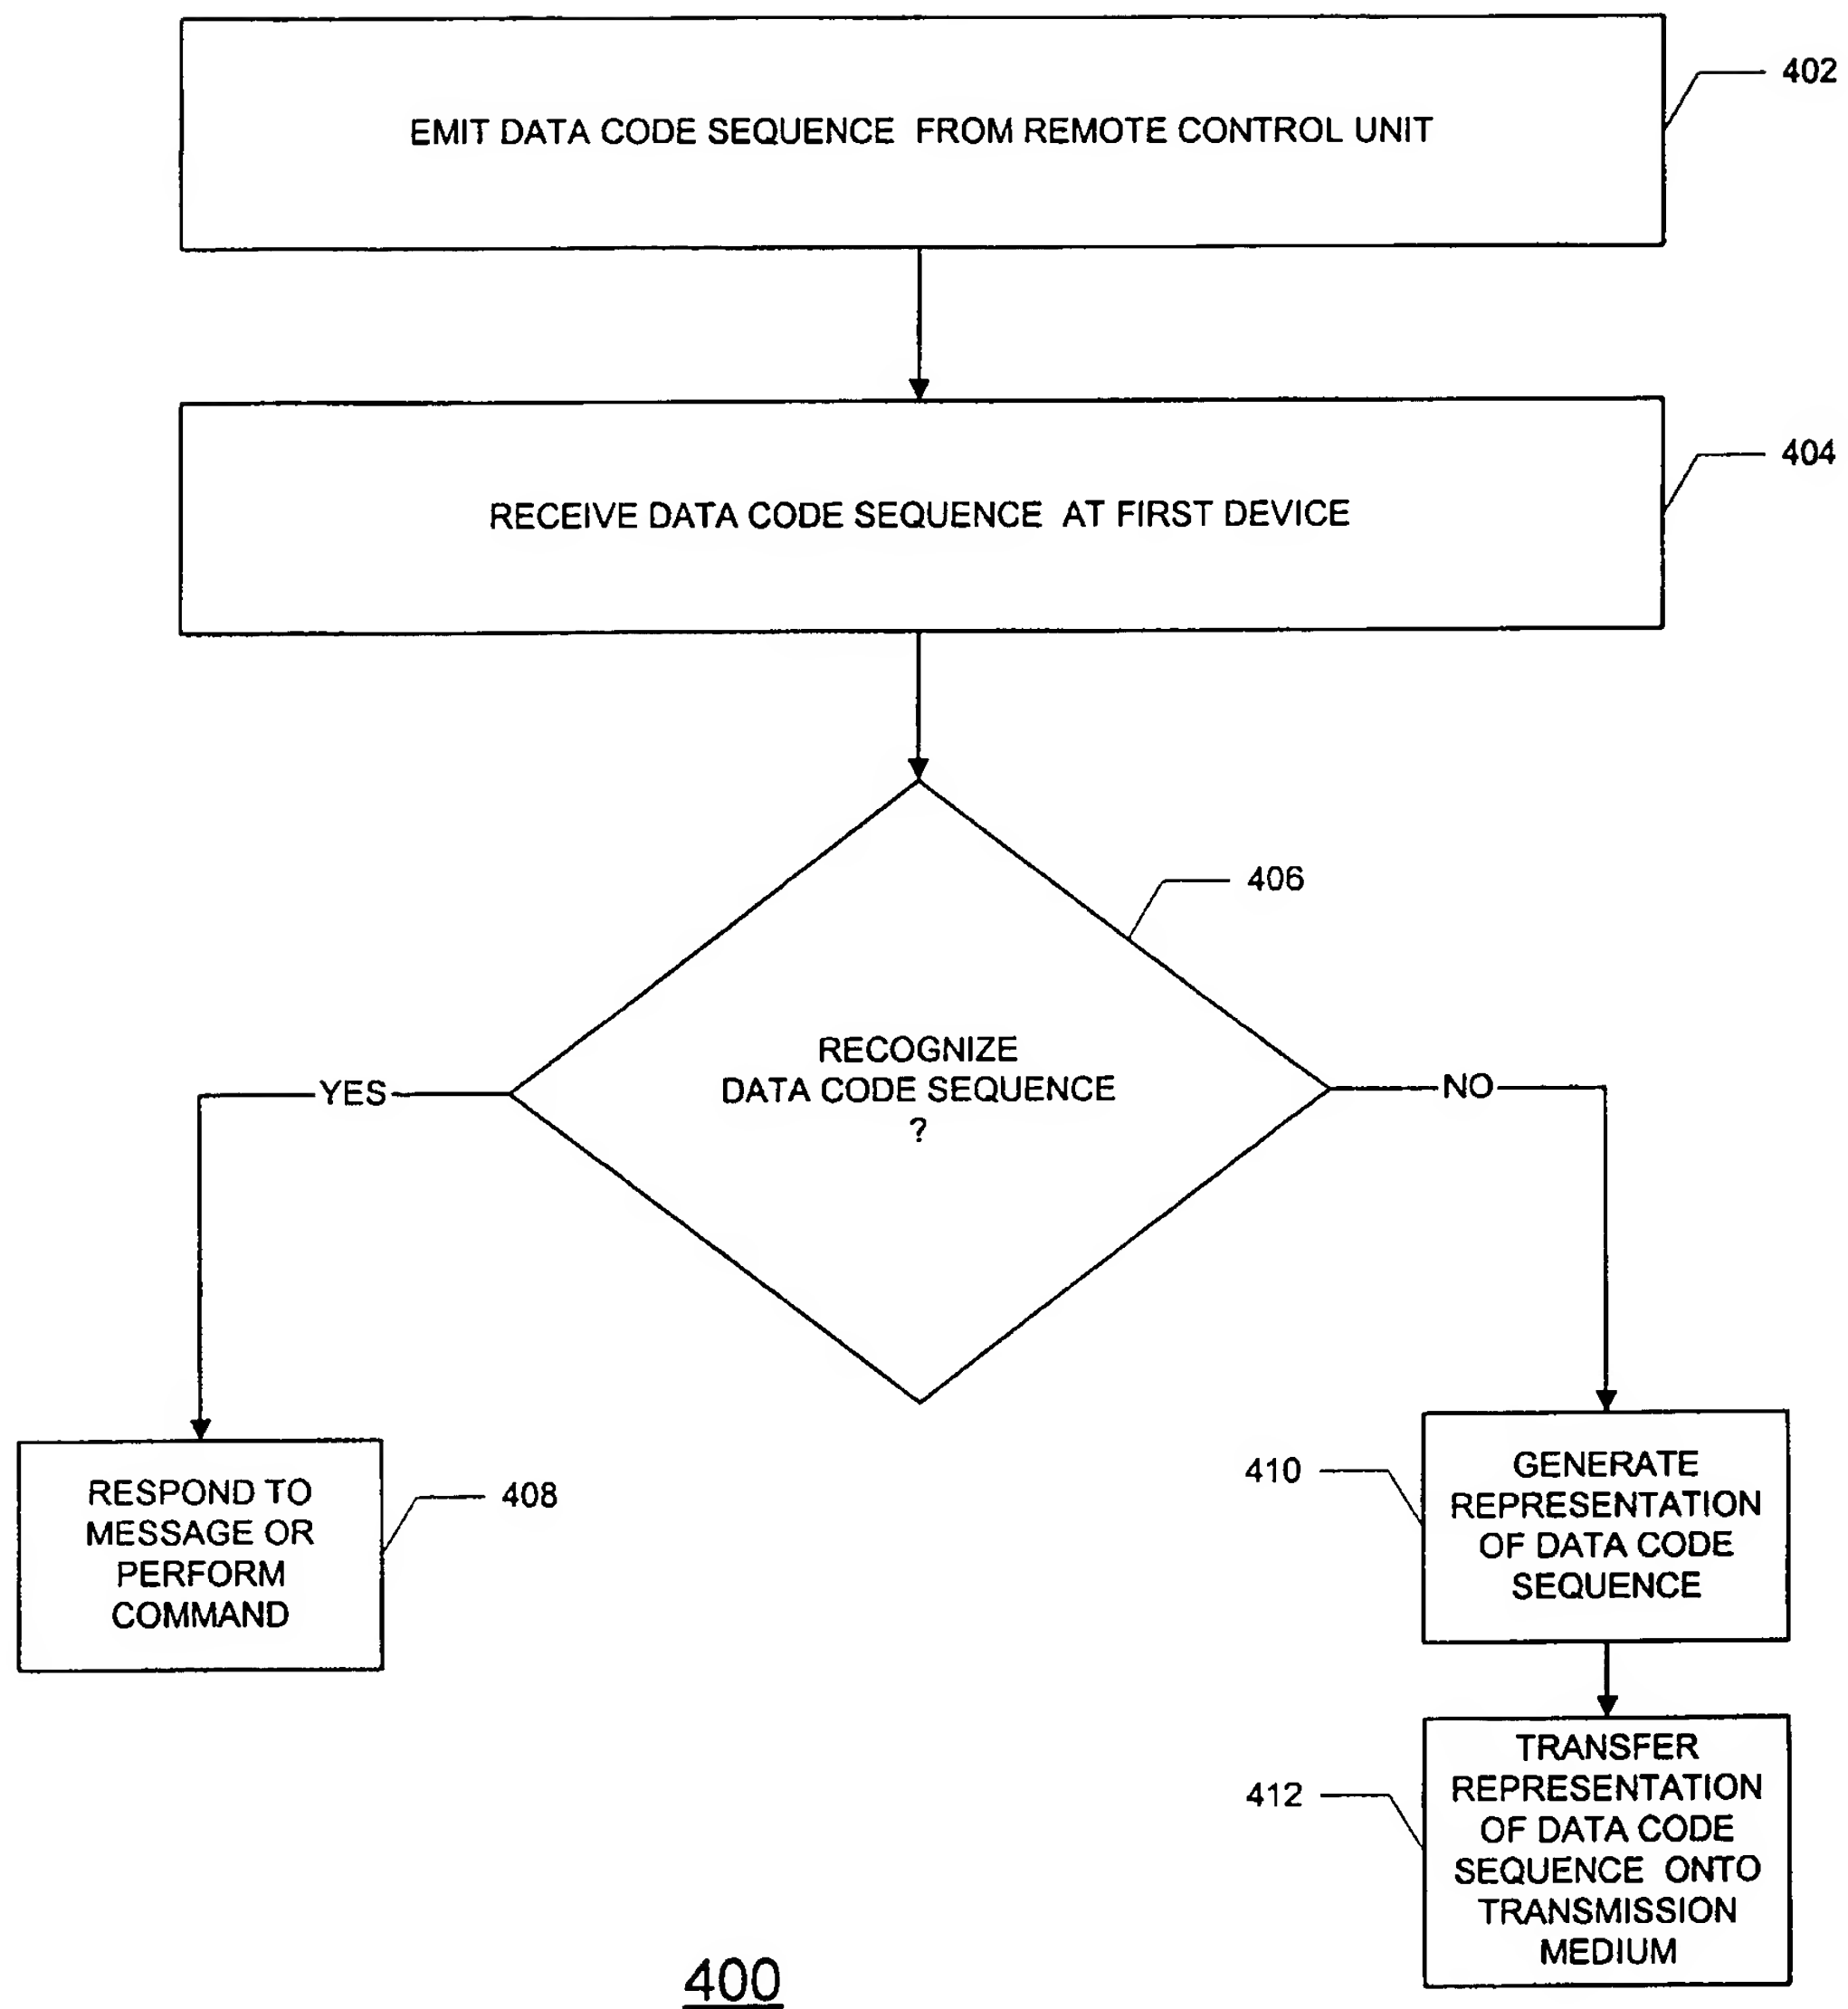 EMIT DATA CODE SEQUENCE FROM REMOTE CONTROL UNIT
402
RECEIVE DATA CODE SEQUENCE AT FIRST DEVICE
404
406
RECOGNIZE
DATA CODE SEQUENCE
?
YES
NO
RESPOND TO
MESSAGE OR
PERFORM
COMMAND
408
410
GENERATE
REPRESENTATION
OF DATA CODE
SEQUENCE
412
TRANSFER
REPRESENTATION
OF DATA CODE
SEQUENCE ONTO
TRANSMISSION
MEDIUM
400